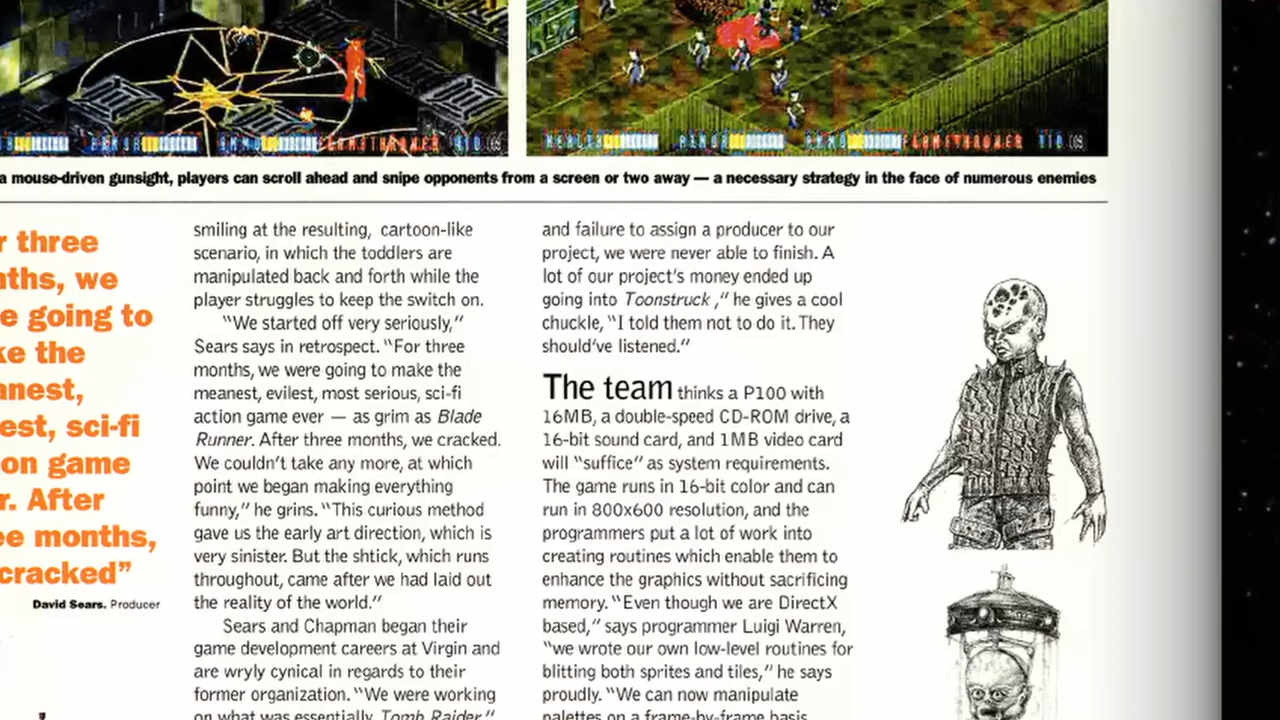 HEALTH ARMOR AMMO FLAMETHROWER
a mouse-driven gunsight, players can scroll ahead and snipe opponents from a screen or two away — a necessary strategy in the face of numerous enemies
three
we
going to
the
sci-fi
game
After
months,
cracked”
David Sears. Producer
smiling at the resulting, cartoon-like
scenario, in which the toddlers are
manipulated back and forth while the
player struggles to keep the switch on.
“We started off very seriously,”
Sears says in retrospect. “For three
months, we were going to make the
meanest, evilest, most serious, sci-fi
action game ever — as grim as Blade
Runner. After three months, we cracked.
We couldn’t take any more, at which
point we began making everything
funny,” he grins. “This curious method
gave us the early art direction, which is
very sinister. But the shtick, which runs
throughout, came after we had laid out
the reality of the world.”
Sears and Chapman began their
game development careers at Virgin and
are wryly cynical in regards to their
former organization. “We were working
on what was essentially Tomb Raider”
and failure to assign a producer to our
project, we were never able to finish. A
lot of our project’s money ended up
going into Toonstruck ,” he gives a cool
chuckle, “I told them not to do it. They
should’ve listened.”
The team thinks a P100 with
16MB, a double-speed CD-ROM drive, a
16-bit sound card, and 1MB video card
will “suffice” as system requirements.
The game runs in 16-bit color and can
run in 800x600 resolution, and the
programmers put a lot of work into
creating routines which enable them to
enhance the graphics without sacrificing
memory. “Even though we are DirectX
based,” says programmer Luigi Warren,
“we wrote our own low-level routines for
blitting both sprites and tiles,” he says
proudly. “We can now manipulate
palettes on a frame-by-frame basis